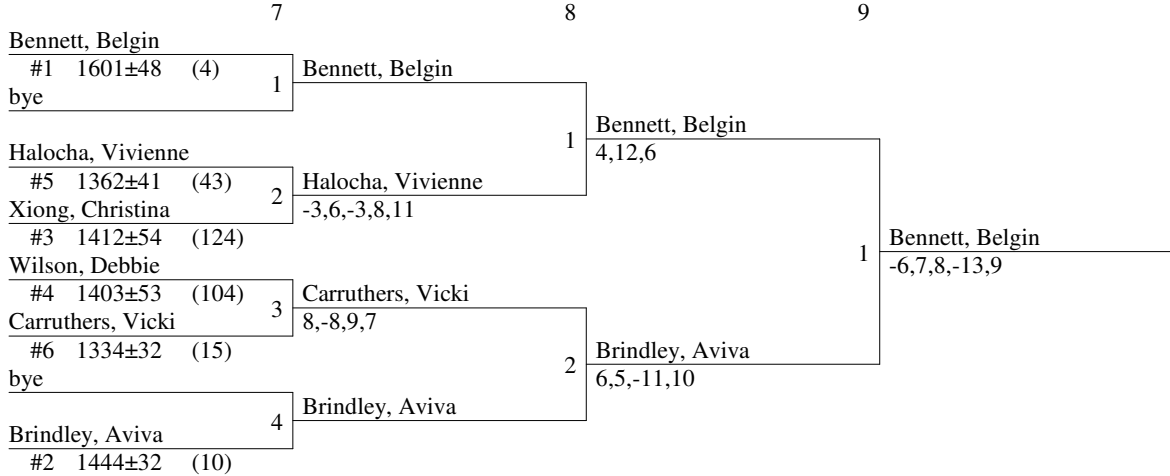 7 8 9
Bennett, Belgin
#1 1601±48 (4)
bye
1
Bennett, Belgin
Halocha, Vivienne
#5 1362±41 (43)
Xiong, Christina
#3 1412±54 (124)
2
Halocha, Vivienne
-3,6,-3,8,11
1
Bennett, Belgin
4,12,6
Wilson, Debbie
#4 1403±53 (104)
Carruthers, Vicki
#6 1334±32 (15)
3
Carruthers, Vicki
8,-8,9,7
bye
Brindley, Aviva
#2 1444±32 (10)
4
Brindley, Aviva
2
Brindley, Aviva
6,5,-11,10
1
Bennett, Belgin
-6,7,8,-13,9